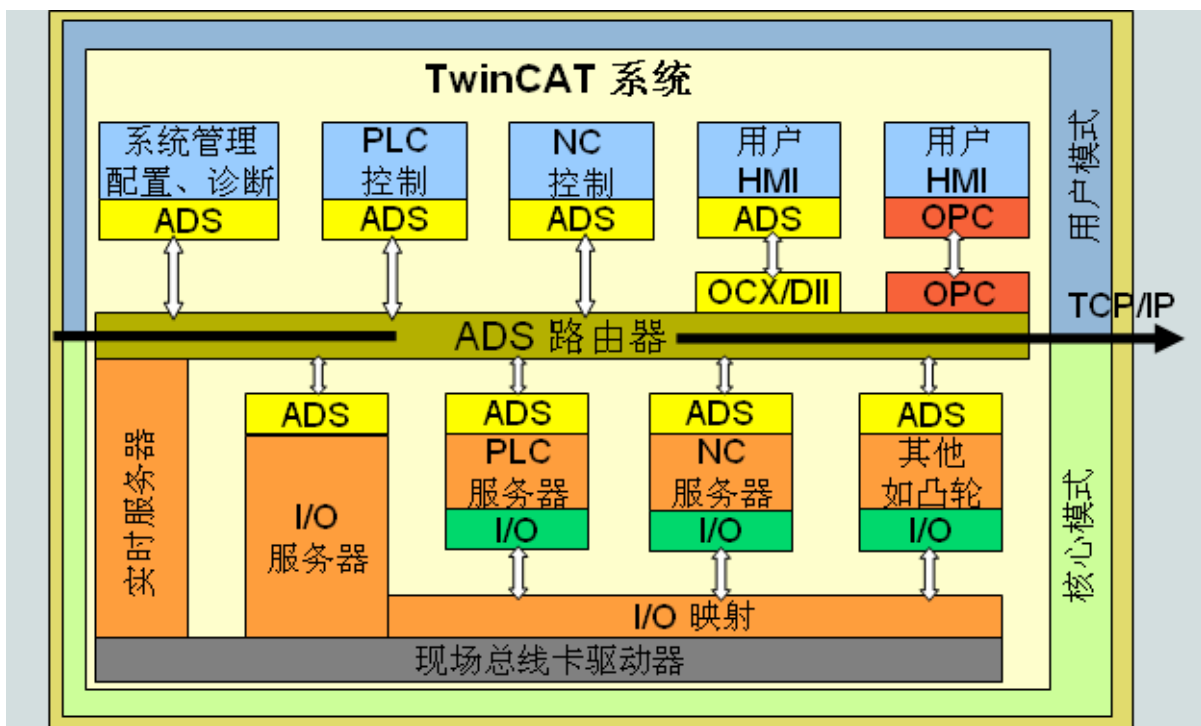 TwinCAT 系统
系统管理
配置、诊断
ADS
PLC
控制
ADS
NC
控制
ADS
用户
HMI
ADS
OCX/Dll
用户
HMI
OPC
OPC
用户模式
TCP/IP
ADS 路由器
实时服务器
ADS
I/O
服务器
ADS
PLC
服务器
I/O
ADS
NC
服务器
I/O
ADS
其他
如凸轮
I/O
核心模式
I/O 映射
现场总线卡驱动器